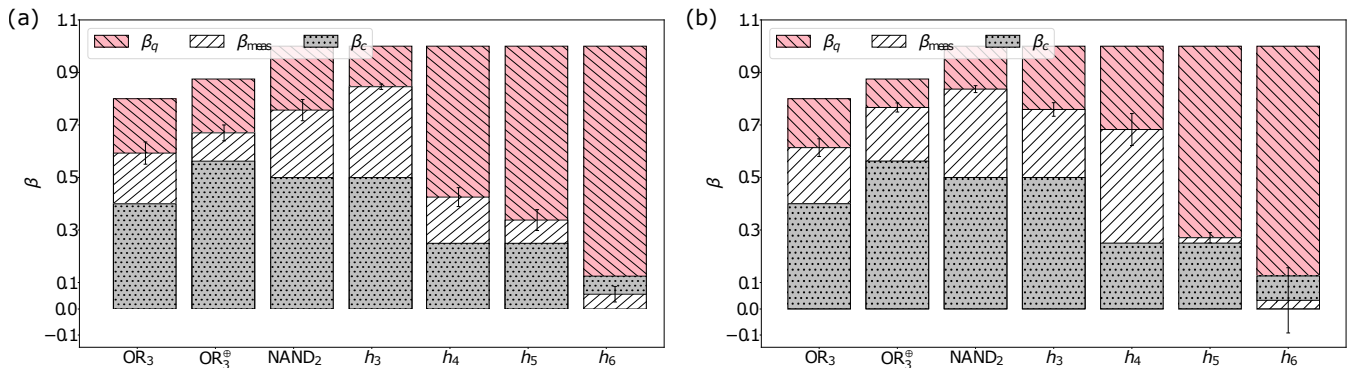 (a)
1.1
β_q β_meas β_c
0.9
0.7
0.5
β
0.3
0.1
0.0
−0.1
OR₃ OR₃^⊕ NAND₂ h₃ h₄ h₅ h₆
(b)
1.1
β_q β_meas β_c
0.9
0.7
0.5
β
0.3
0.1
0.0
−0.1
OR₃ OR₃^⊕ NAND₂ h₃ h₄ h₅ h₆